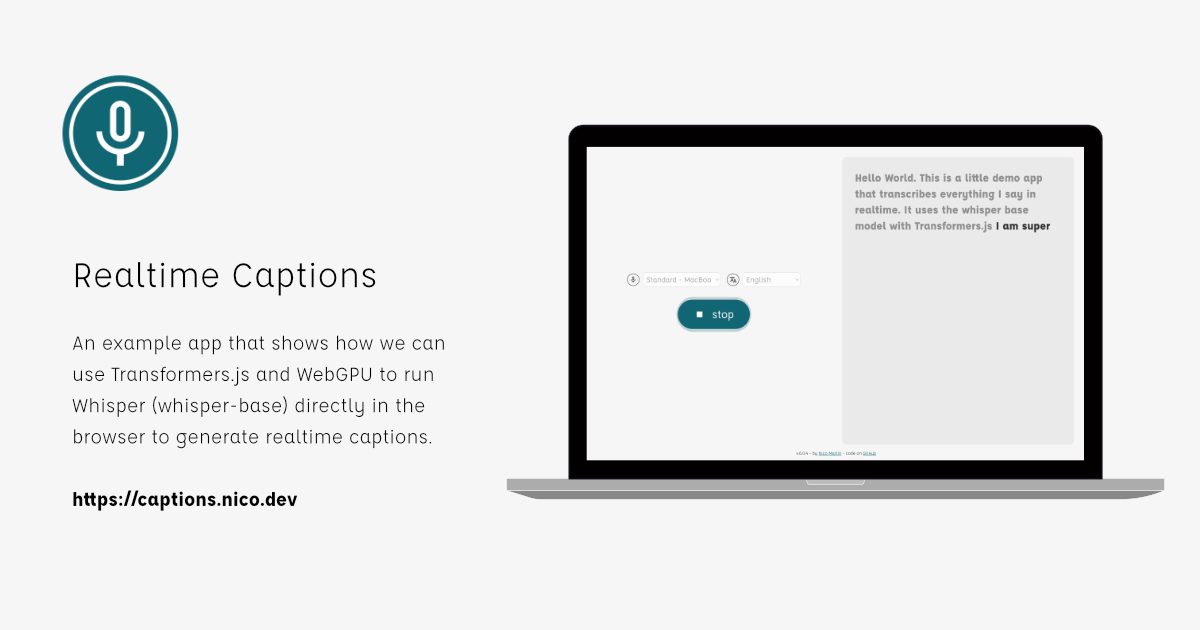 Realtime Captions
An example app that shows how we can
use Transformers.js and WebGPU to run
Whisper (whisper-base) directly in the
browser to generate realtime captions.
https://captions.nico.dev
Standard - MacBoo
English
stop
Hello World. This is a little demo app
that transcribes everything I say in
realtime. It uses the whisper base
model with Transformers.js I am super